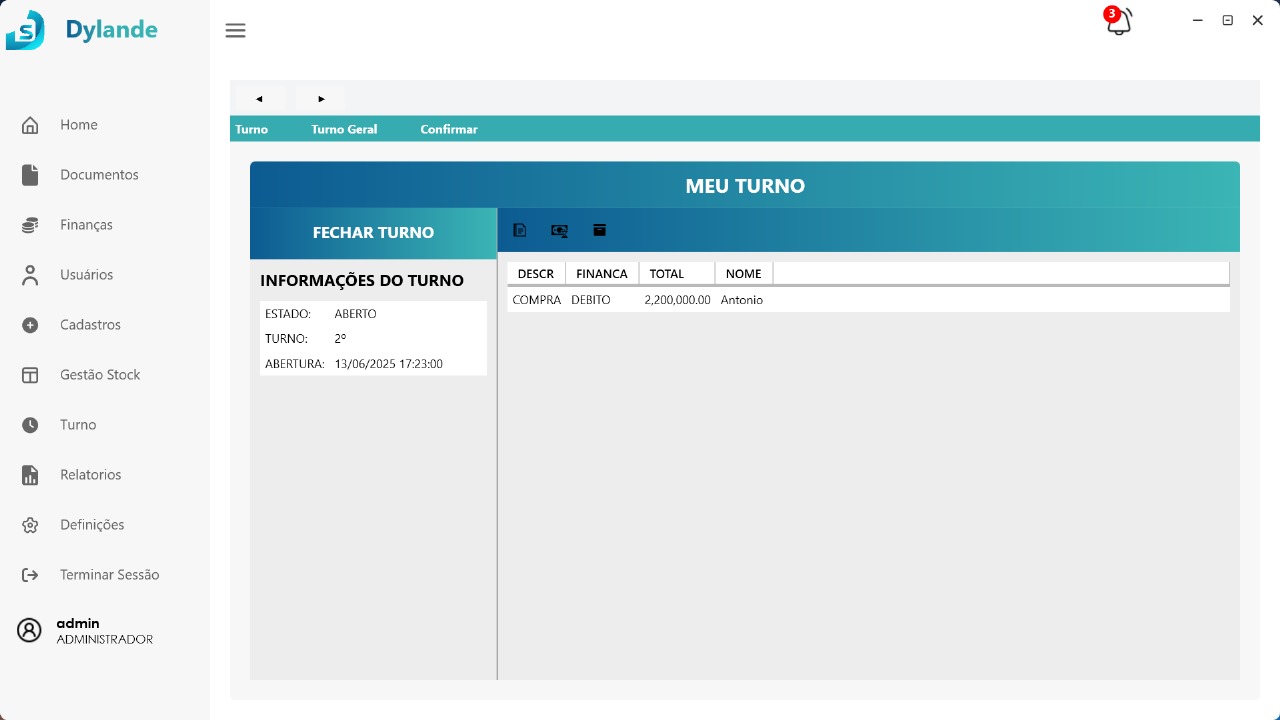 S
Dylande
3
Home
Documentos
Finanças
Usuários
Cadastros
Gestão Stock
Turno
Relatorios
Definições
Terminar Sessão
admin
ADMINISTRADOR
Turno Turno Geral Confirmar
MEU TURNO
FECHAR TURNO
INFORMAÇÕES DO TURNO
ESTADO: ABERTO
TURNO: 2º
ABERTURA: 13/06/2025 17:23:00
DESCR FINANCA TOTAL NOME
COMPRA DEBITO 2,200,000.00 Antonio